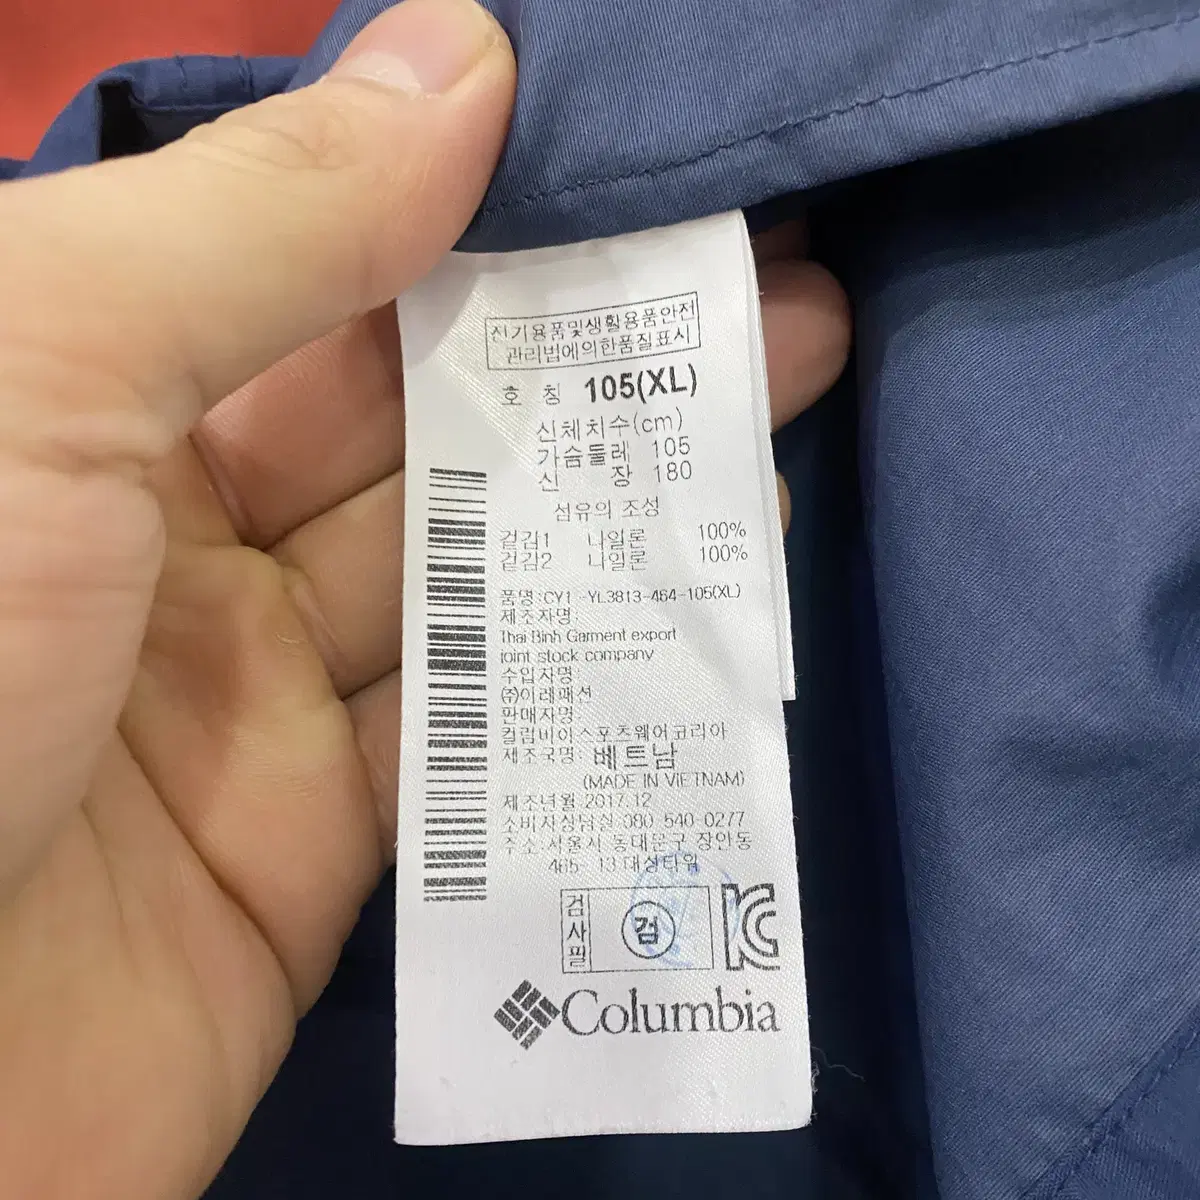 전기용품및생활용품안전
관리법에의한품질표시
호 칭 105(XL)
신체치수(cm)
가슴둘레 105
신 장 180
섬유의 조성
겉감1 나일론 100%
겉감2 나일론 100%
품명:CY1-YL3813-464-105(XL)
제조자명:
Thai Binh Garment export
joint stock company
수입자명:
㈜이래패션
판매자명:
컬럼비아스포츠웨어코리아
제조국명: 베트남
(MADE IN VIETNAM)
제조년월:2017.12
소비자상담실:080-540-0277
주소:서울시 동대문구 장안동
465-13 대상타워
검사필
검
KC
Columbia